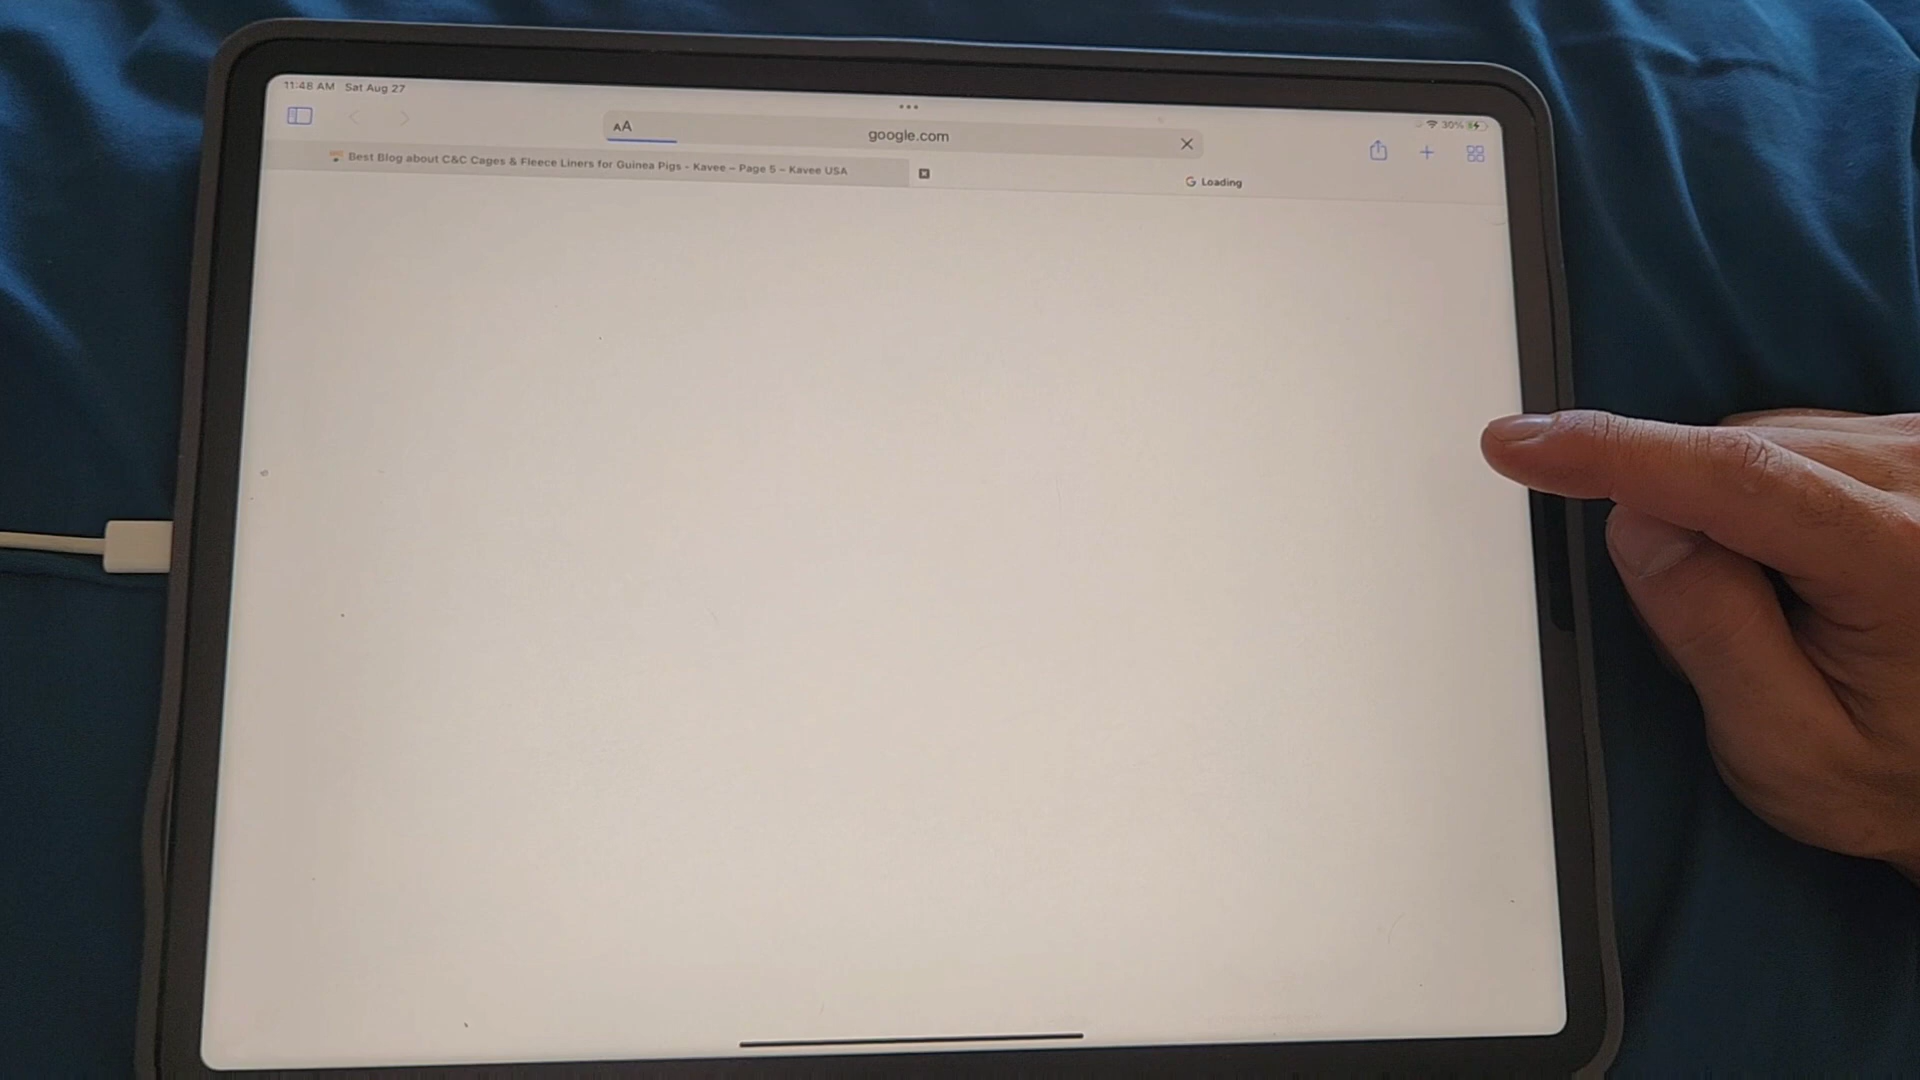 11:48 AM Sat Aug 27
30%
AA google.com
Best Blog about C&C Cages & Fleece Liners for Guinea Pigs - Kavee – Page 5 – Kavee USA
Loading